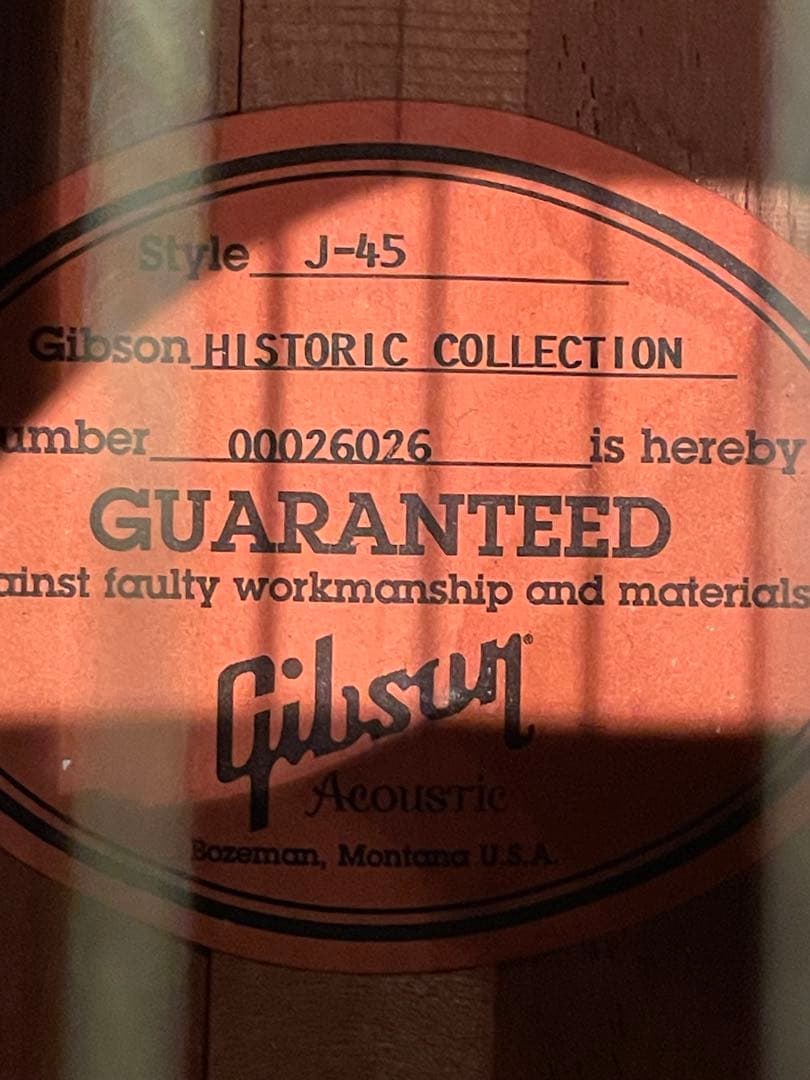 Style J-45
Gibson HISTORIC COLLECTION
umber 00026026 is hereby
GUARANTEED
ainst faulty workmanship and materials
Gibson®
Acoustic
Bozeman, Montana U.S.A.